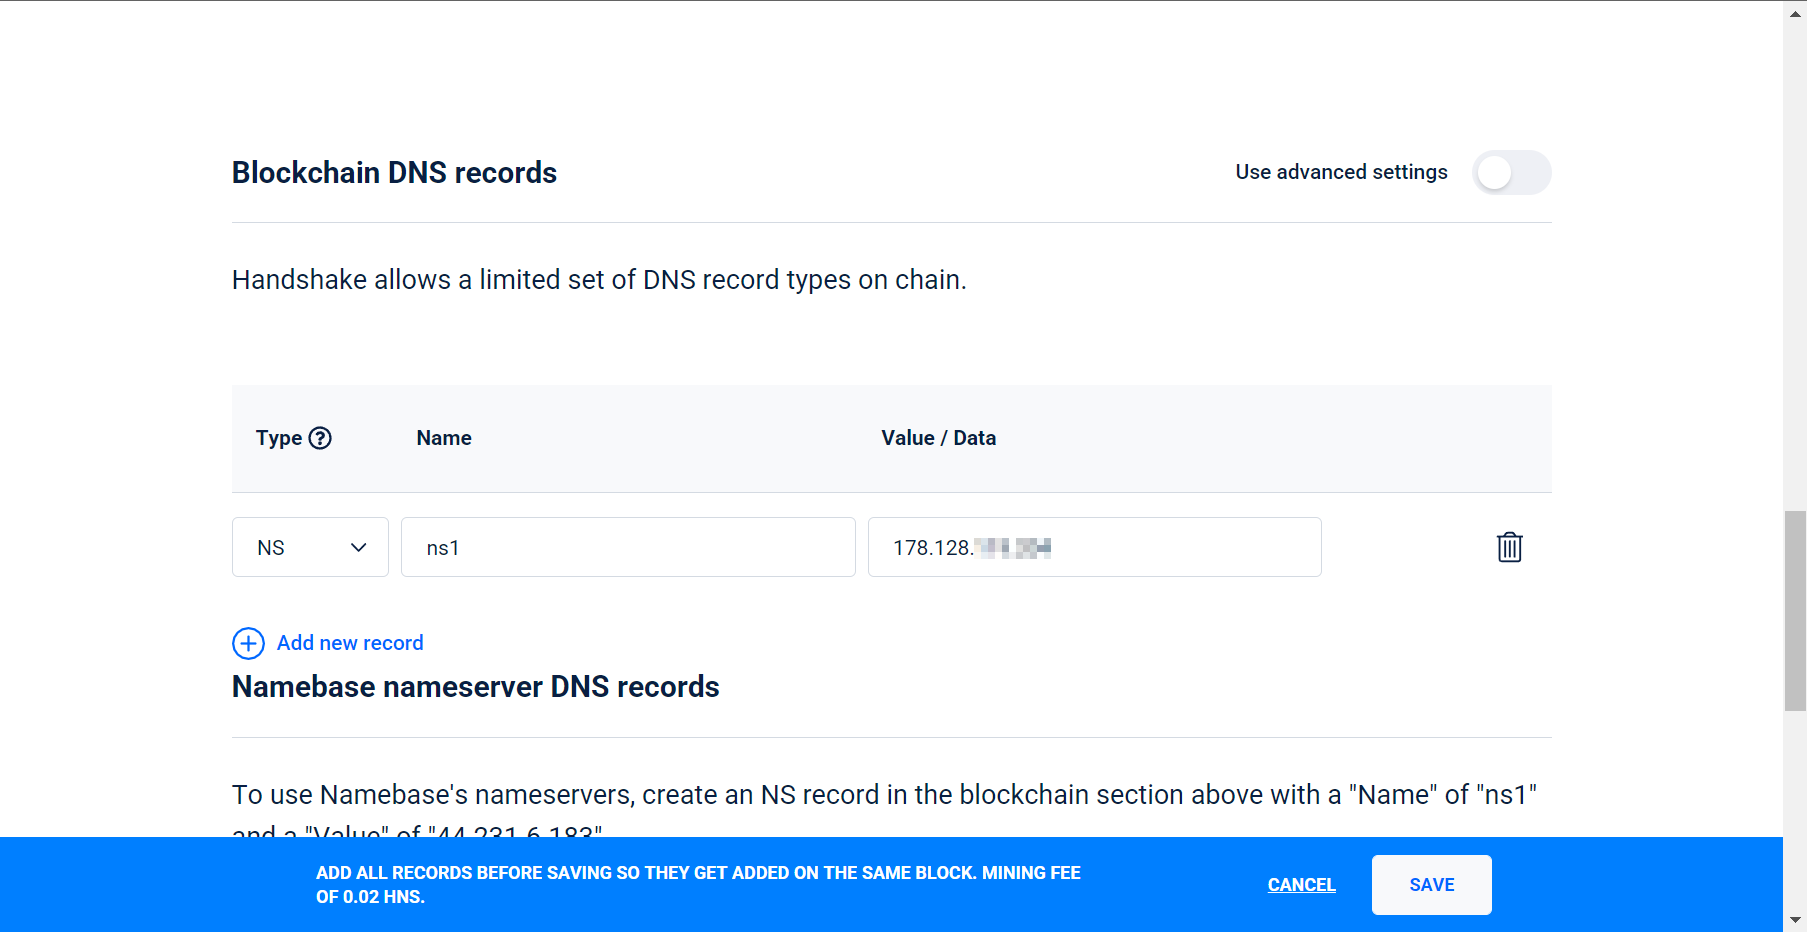 Blockchain DNS records
Use advanced settings
Handshake allows a limited set of DNS record types on chain.
Type ?
Name
Value / Data
NS
ns1
178.128.
Add new record
Namebase nameserver DNS records
To use Namebase's nameservers, create an NS record in the blockchain section above with a "Name" of "ns1"
and a "Value" of "44.231.6.183"
ADD ALL RECORDS BEFORE SAVING SO THEY GET ADDED ON THE SAME BLOCK. MINING FEE
OF 0.02 HNS.
CANCEL
SAVE